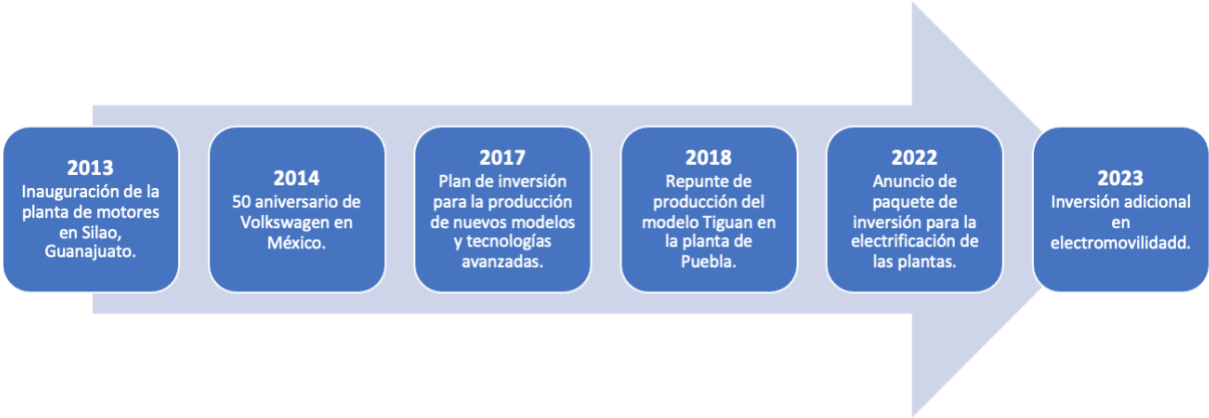 2013
Inauguración de la
planta de motores
en Silao,
Guanajuato.
2014
50 aniversario de
Volkswagen en
México.
2017
Plan de inversión
para la producción
de nuevos modelos
y tecnologías
avanzadas.
2018
Repunte de
producción del
modelo Tiguan en
la planta de
Puebla.
2022
Anuncio de
paquete de
inversión para la
electrificación de
las plantas.
2023
Inversión adicional
en
electromovilidadd.